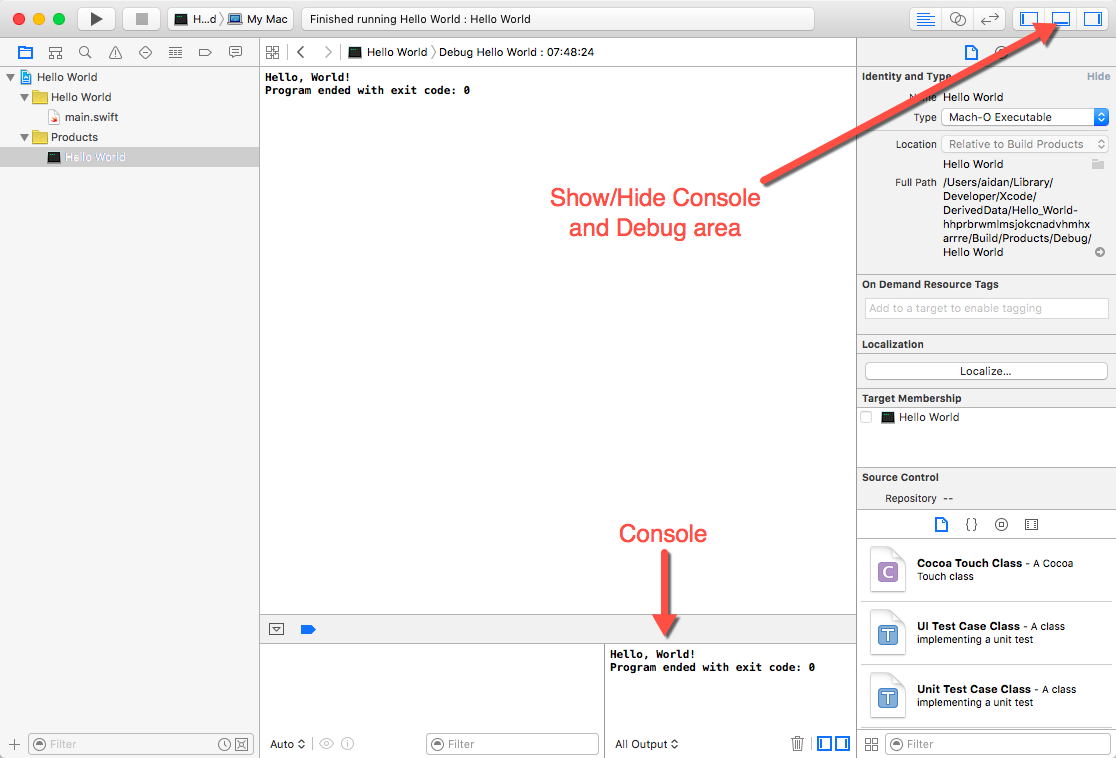 H...d My Mac
Finished running Hello World : Hello World
Hello World
Hello World
main.swift
Products
Hello World
Filter
Hello World Debug Hello World : 07:48:24
Hello, World!
Program ended with exit code: 0
Show/Hide Console
and Debug area
Console
Auto
Filter
Hello, World!
Program ended with exit code: 0
All Output
Identity and Type Hide
Name Hello World
Type Mach-O Executable
Location Relative to Build Products
Hello World
Full Path /Users/aidan/Library/
Developer/Xcode/
DerivedData/Hello_World-
hhprbrwmlmsjokcnadvhmhx
arrre/Build/Products/Debug/
Hello World
On Demand Resource Tags
Add to a target to enable tagging
Localization
Localize...
Target Membership
Hello World
Source Control
Repository --
{}
C
Cocoa Touch Class - A Cocoa
Touch class
T
UI Test Case Class - A class
implementing a unit test
T
Unit Test Case Class - A class
implementing a unit test
Filter